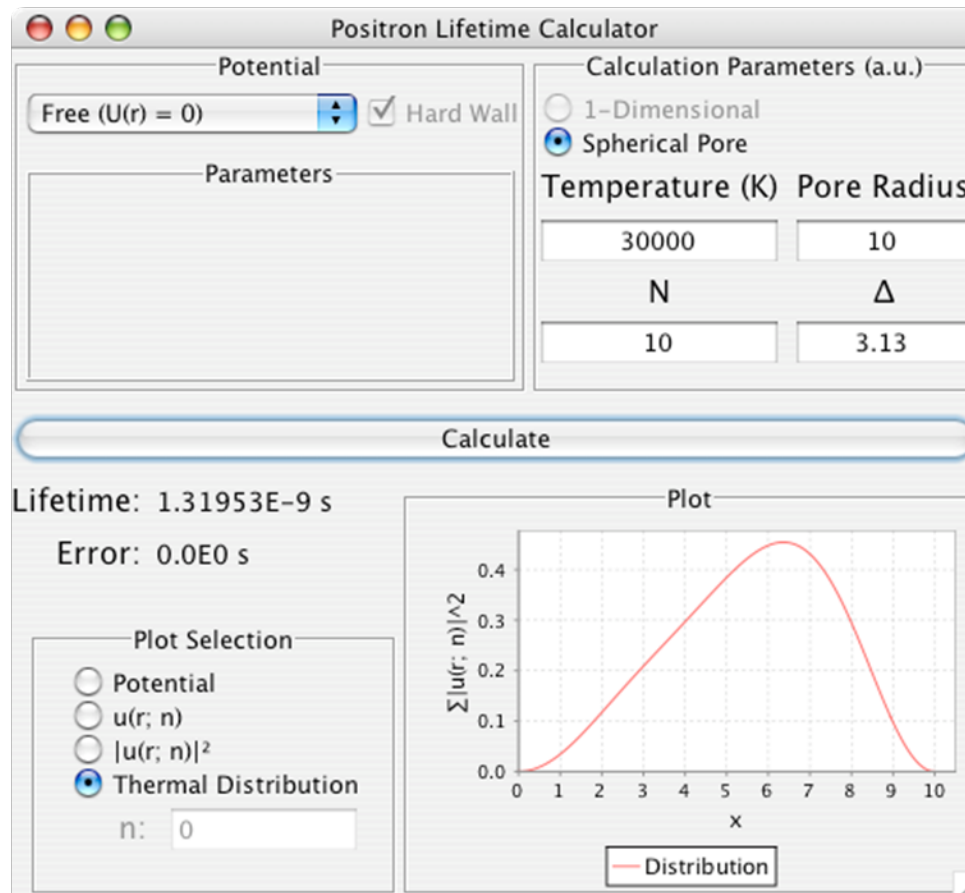 Positron Lifetime Calculator
Potential
Free (U(r) = 0)
Hard Wall
Parameters
Calculation Parameters (a.u.)
1-Dimensional
Spherical Pore
Temperature (K) Pore Radius
30000 10
N Δ
10 3.13
Calculate
Lifetime: 1.31953E-9 s
Error: 0.0E0 s
Plot Selection
Potential
u(r; n)
|u(r; n)|²
Thermal Distribution
n: 0
Plot
Σ|u(r; n)|^2
0.4
0.3
0.2
0.1
0.0
0 1 2 3 4 5 6 7 8 9 10
x
Distribution